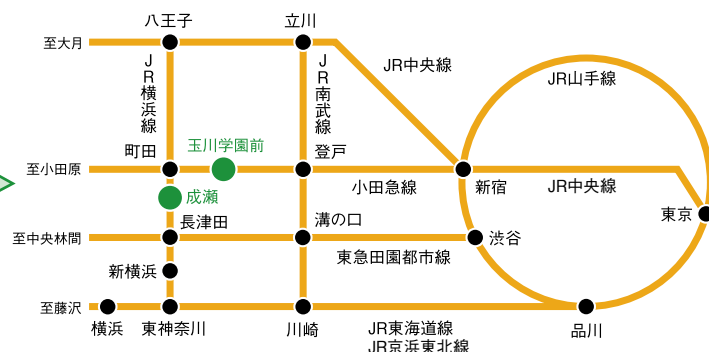 八王子
立川
至大月
JR横浜線
JR南武線
JR中央線
JR山手線
玉川学園前
町田
登戸
至小田原
小田急線
新宿
JR中央線
成瀬
東京
長津田
溝の口
至中央林間
渋谷
東急田園都市線
新横浜
至藤沢
横浜
東神奈川
川崎
JR東海道線
JR京浜東北線
品川